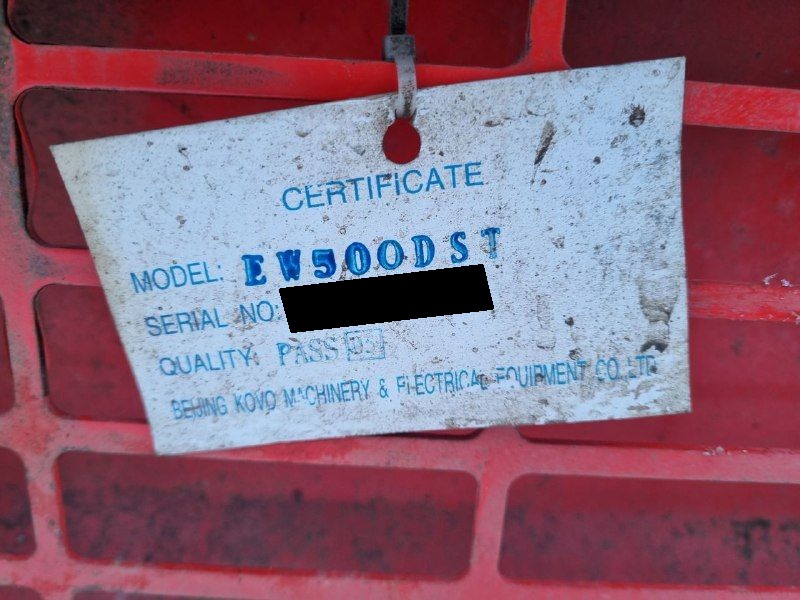 CERTIFICATE
MODEL: EW500DST
SERIAL NO:
QUALITY: PASS
BEIJING KOVO MACHINERY & ELECTRICAL EQUIPMENT CO.,LTD